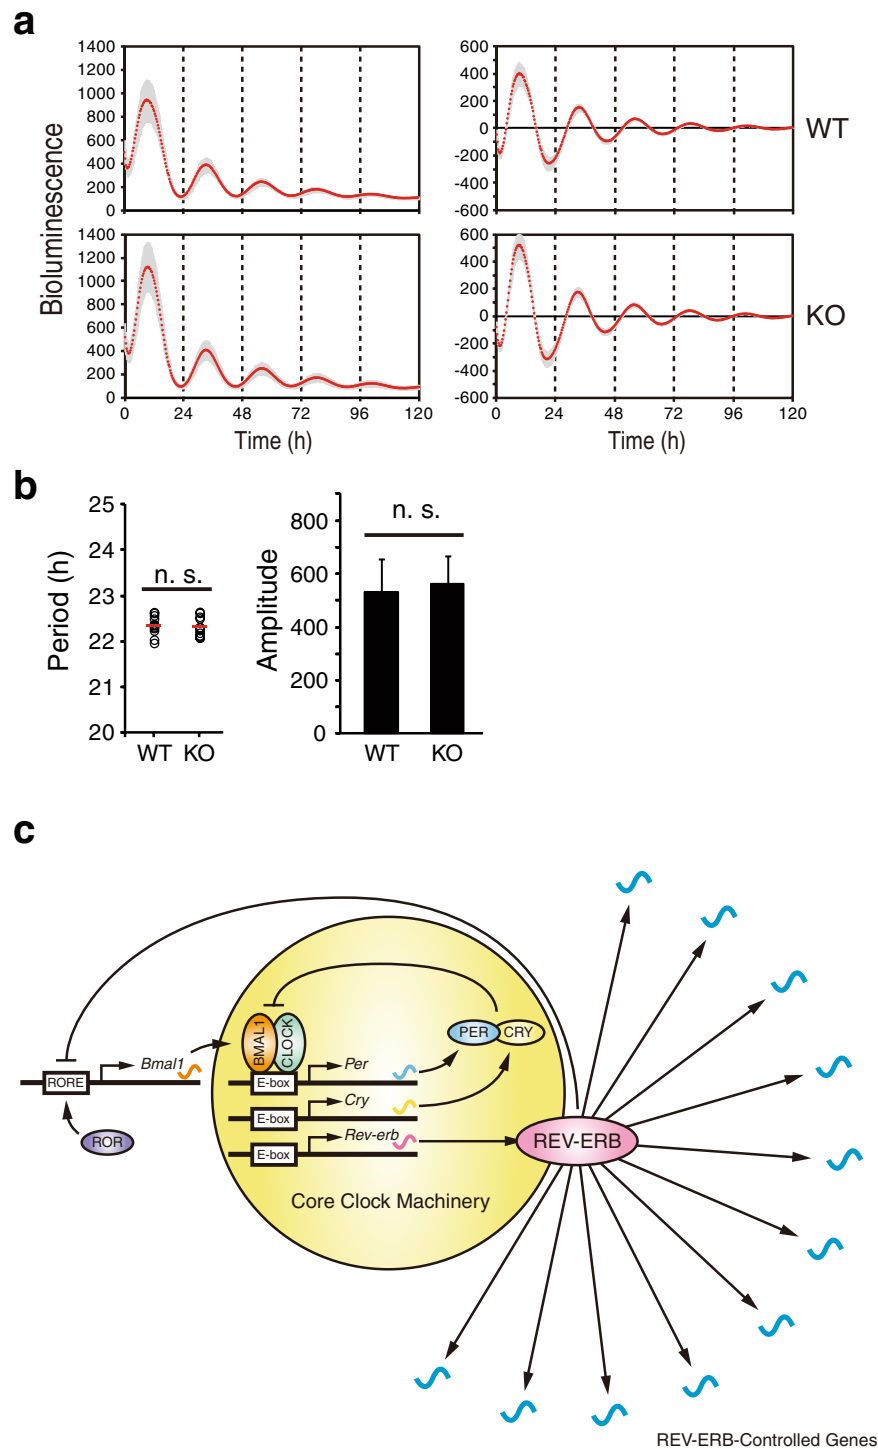 a
Bioluminescence
1400
1200
1000
800
600
400
200
0
600
400
200
0
-200
-400
-600
WT
1400
1200
1000
800
600
400
200
0
0 24 48 72 96 120
Time (h)
600
400
200
0
-200
-400
-600
0 24 48 72 96 120
Time (h)
KO
b
Period (h)
25
24
23
22
21
20
n. s.
WT KO
Amplitude
800
600
400
200
0
n. s.
WT KO
c
RORE
Bmal1
ROR
BMAL1
CLOCK
E-box
Per
E-box
Cry
E-box
Rev-erb
PER
CRY
REV-ERB
Core Clock Machinery
REV-ERB-Controlled Genes